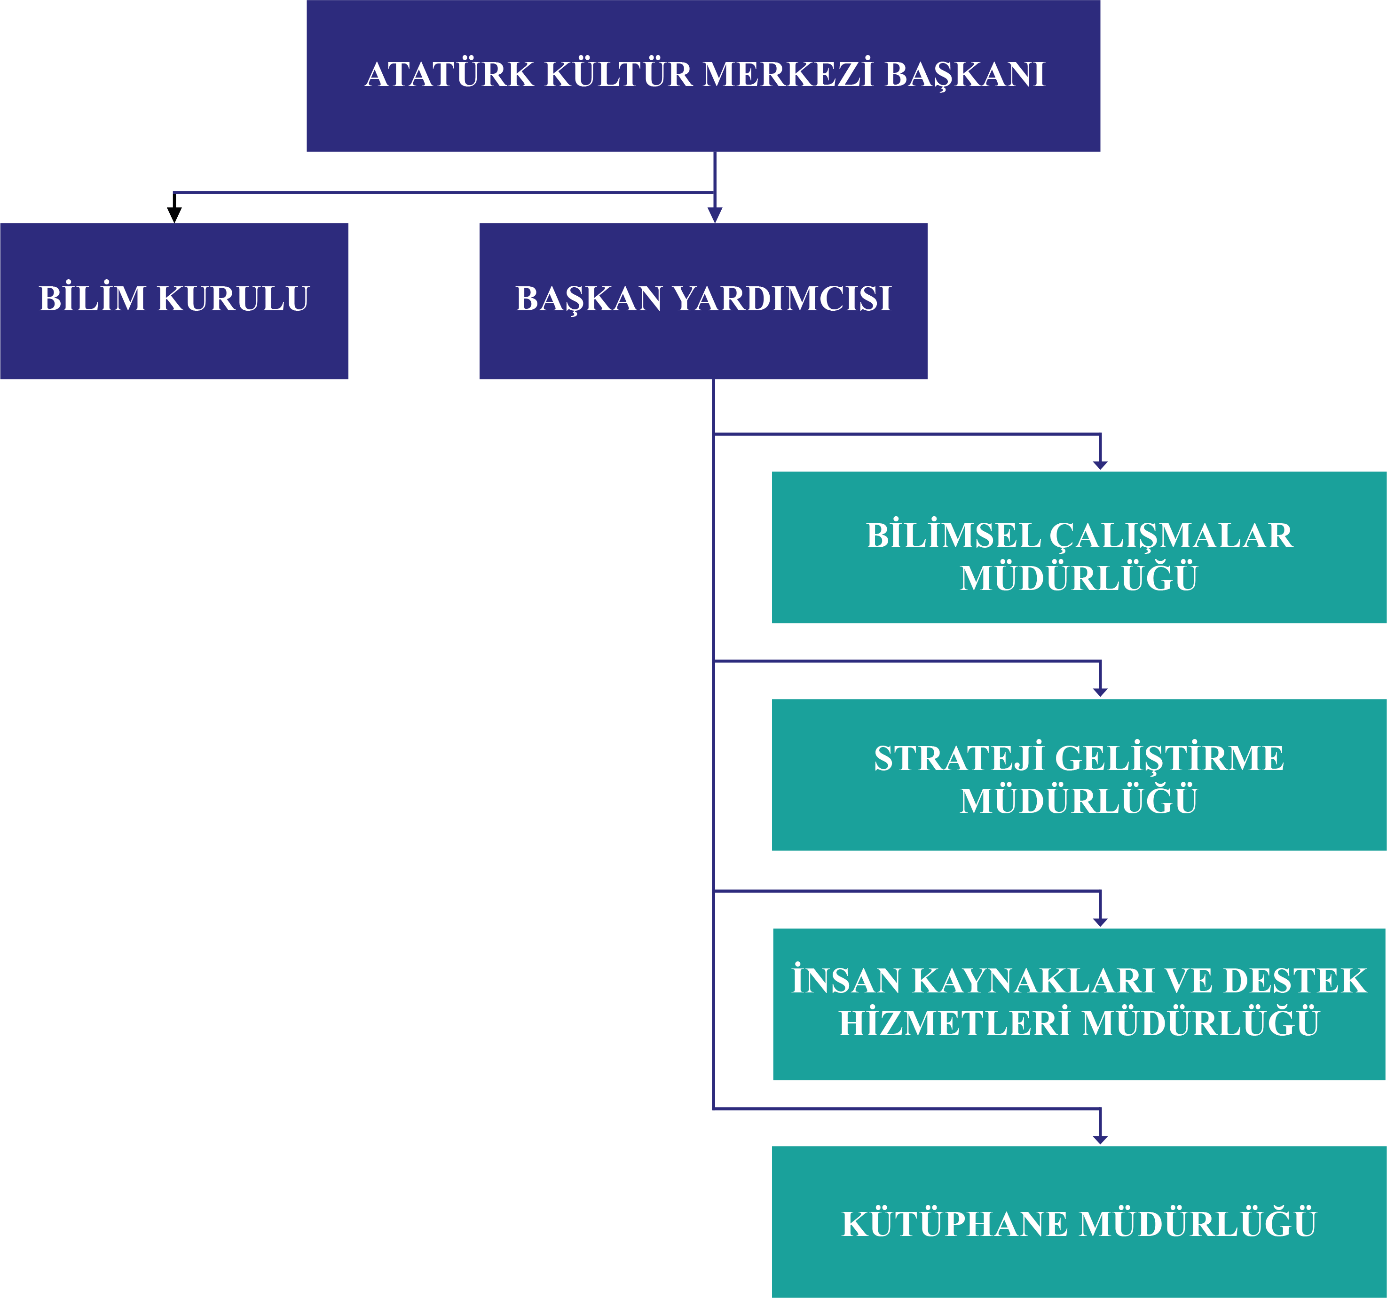 ATATÜRK KÜLTÜR MERKEZİ BAŞKANI
BİLİM KURULU
BAŞKAN YARDIMCISI
BİLİMSEL ÇALIŞMALAR
MÜDÜRLÜĞÜ
STRATEJİ GELİŞTİRME
MÜDÜRLÜĞÜ
İNSAN KAYNAKLARI VE DESTEK
HİZMETLERİ MÜDÜRLÜĞÜ
KÜTÜPHANE MÜDÜRLÜĞÜ